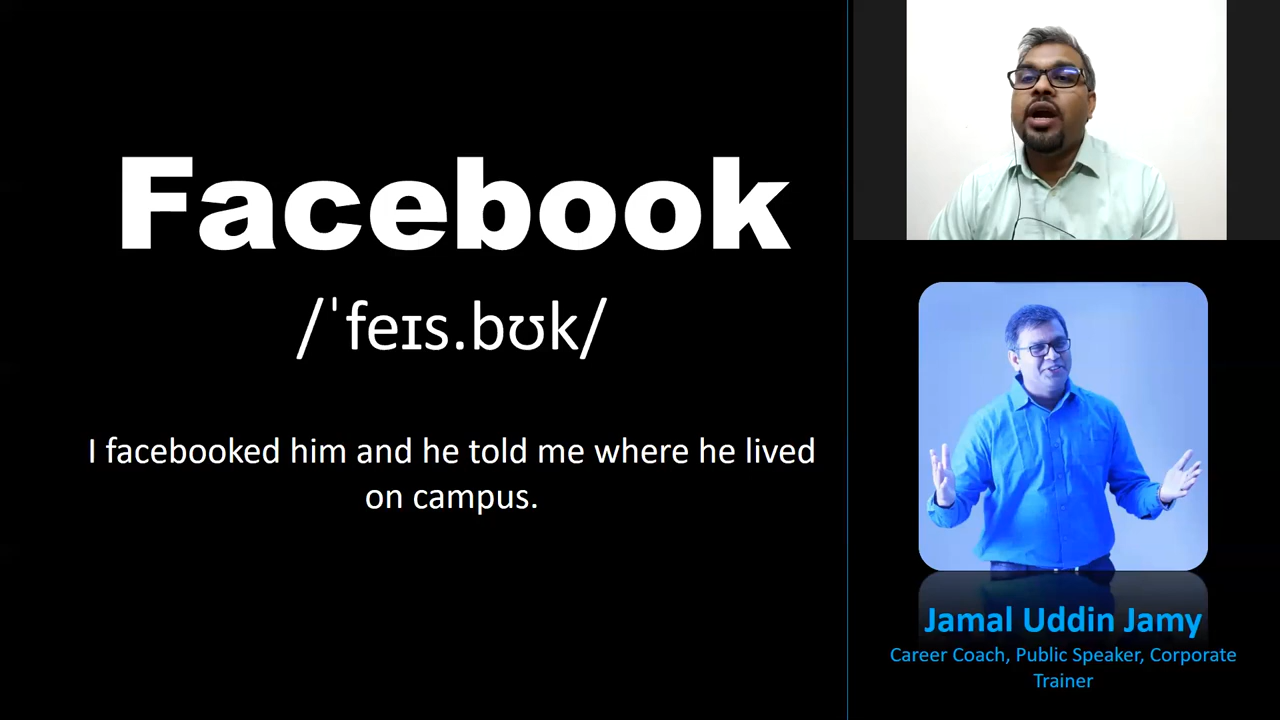 Facebook
/ˈfeɪs.bʊk/
I facebooked him and he told me where he lived
on campus.
Jamal Uddin Jamy
Career Coach, Public Speaker, Corporate
Trainer